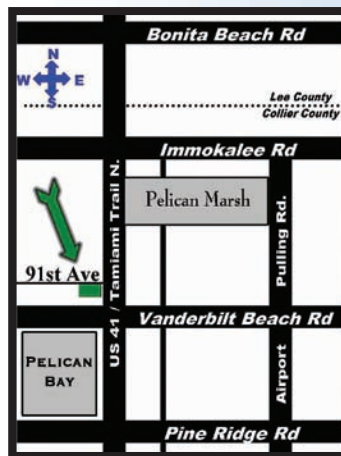 Bonita Beach Rd
N
W E
S
Lee County
Collier County
Immokalee Rd
US 41 / Tamiami Trail N.
Pelican Marsh
Airport Pulling Rd.
91st Ave
Vanderbilt Beach Rd
PELICAN
BAY
Pine Ridge Rd